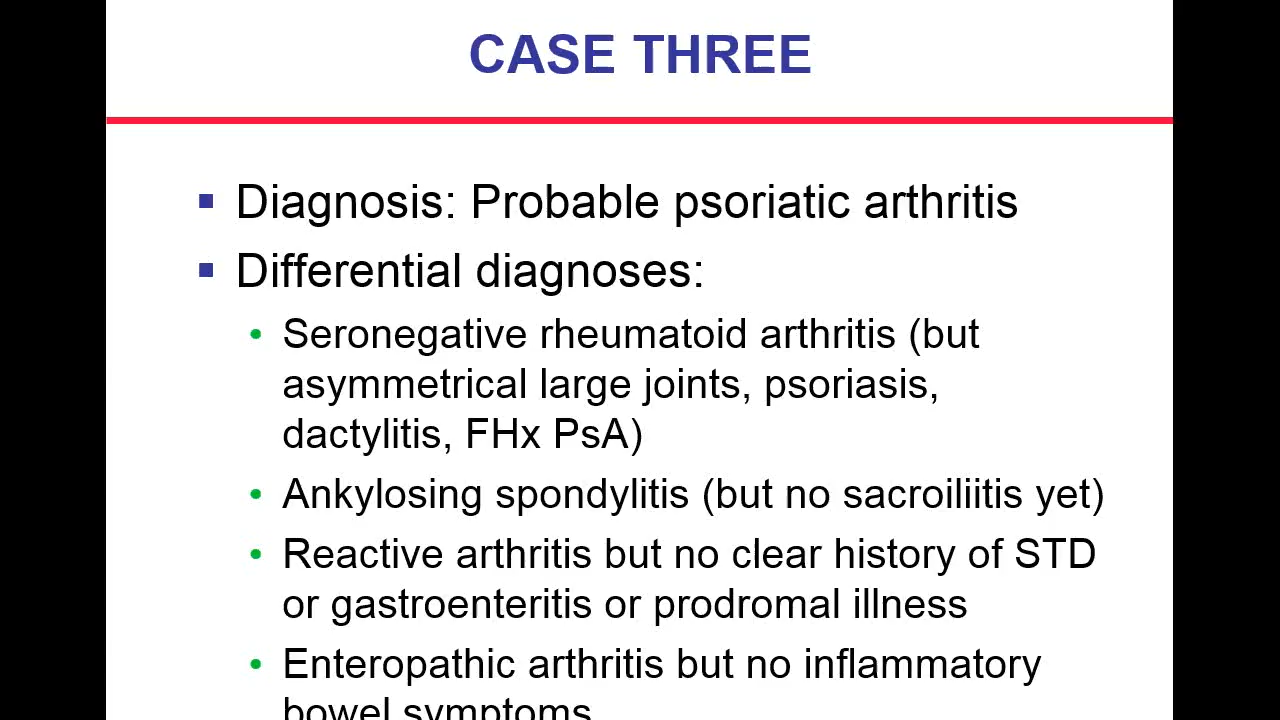 CASE THREE
Diagnosis: Probable psoriatic arthritis
Differential diagnoses:
Seronegative rheumatoid arthritis (but
asymmetrical large joints, psoriasis,
dactylitis, FHx PsA)
Ankylosing spondylitis (but no sacroiliitis yet)
Reactive arthritis but no clear history of STD
or gastroenteritis or prodromal illness
Enteropathic arthritis but no inflammatory
bowel symptoms